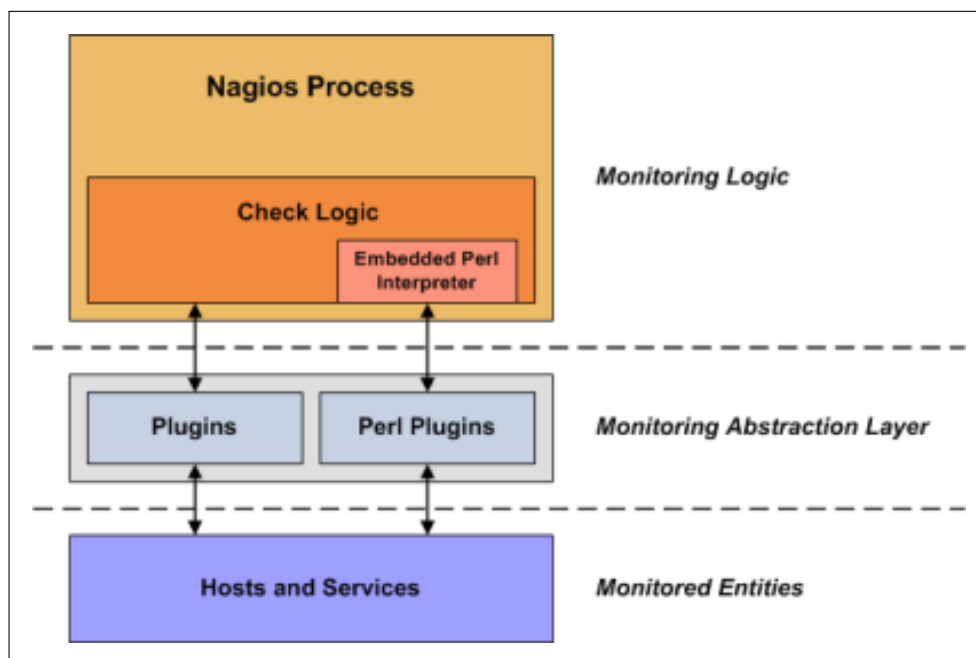 Nagios Process
Monitoring Logic
Check Logic
Embedded Perl
Interpreter
Plugins
Perl Plugins
Monitoring Abstraction Layer
Hosts and Services
Monitored Entities